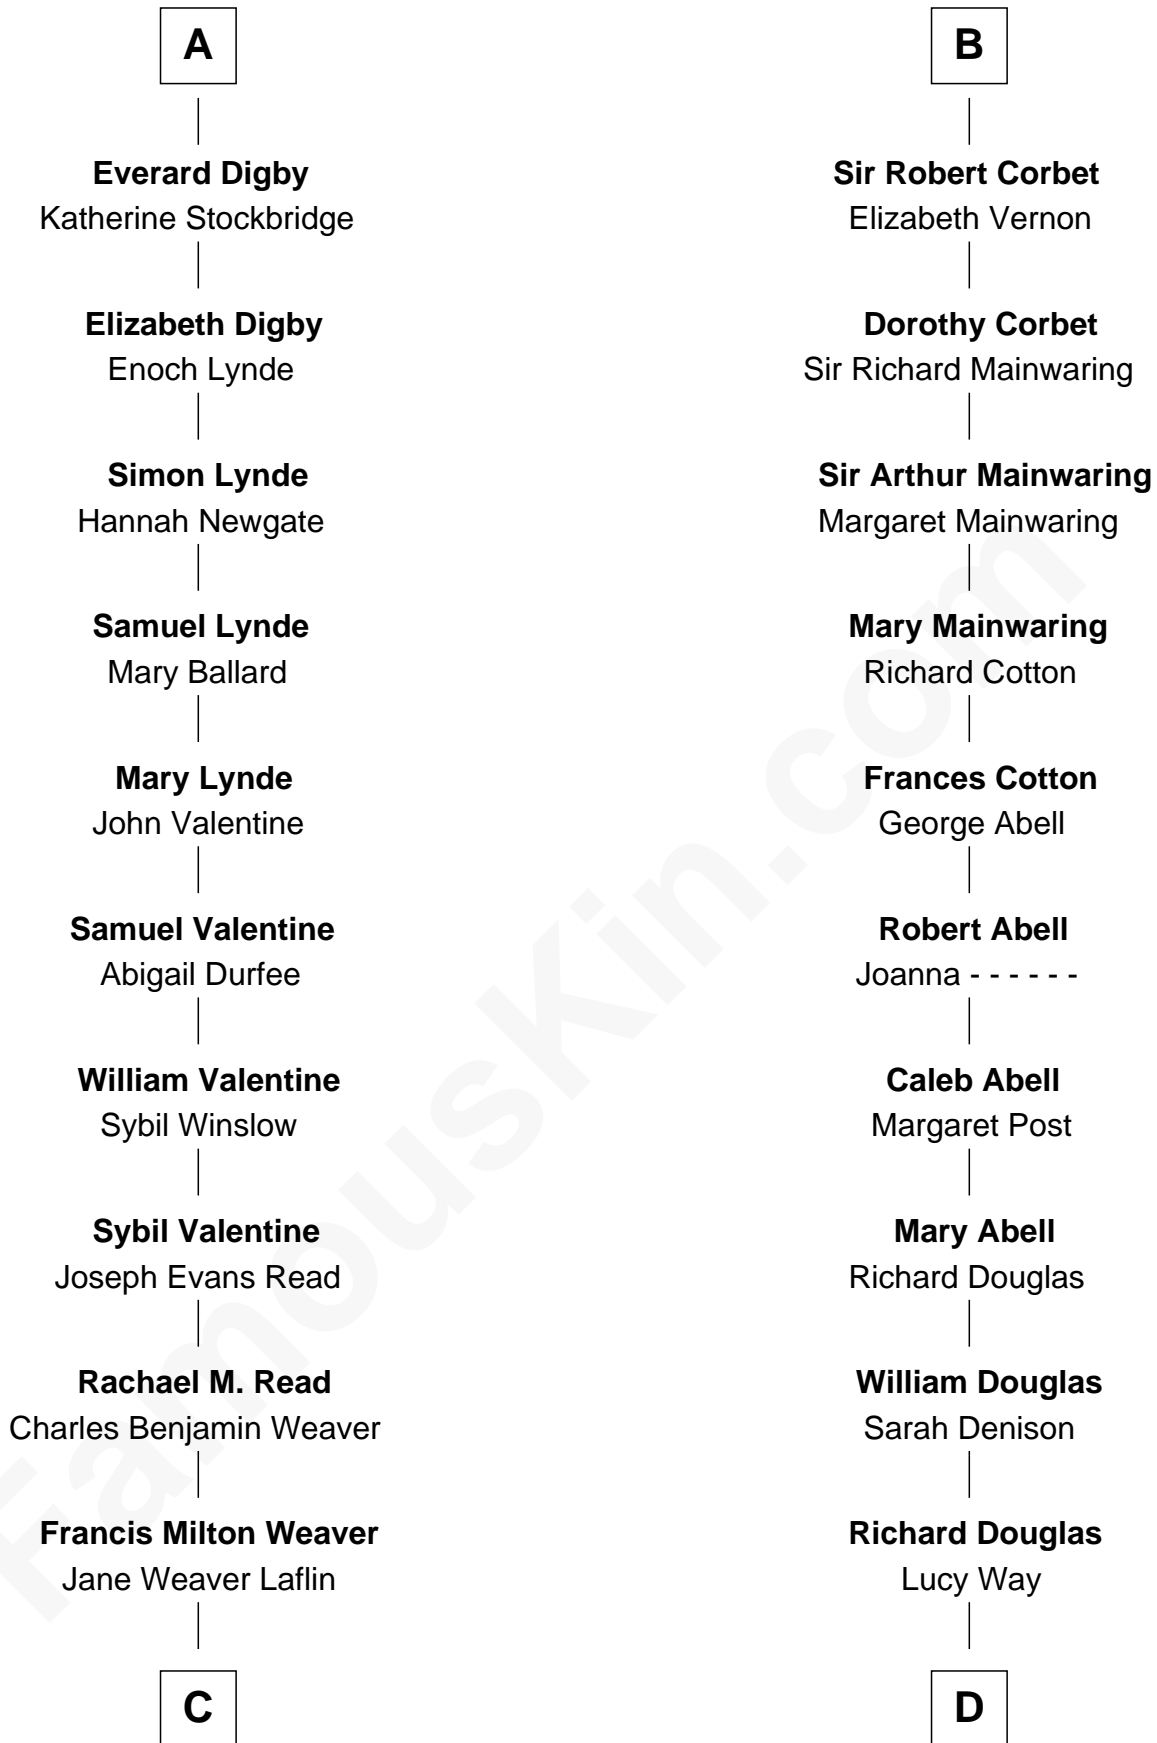 A
Everard Digby
Katherine Stockbridge
Elizabeth Digby
Enoch Lynde
Simon Lynde
Hannah Newgate
Samuel Lynde
Mary Ballard
Mary Lynde
John Valentine
Samuel Valentine
Abigail Durfee
William Valentine
Sybil Winslow
Sybil Valentine
Joseph Evans Read
Rachael M. Read
Charles Benjamin Weaver
Francis Milton Weaver
Jane Weaver Laflin
C
B
Sir Robert Corbet
Elizabeth Vernon
Dorothy Corbet
Sir Richard Mainwaring
Sir Arthur Mainwaring
Margaret Mainwaring
Mary Mainwaring
Richard Cotton
Frances Cotton
George Abell
Robert Abell
Joanna - - - - - -
Caleb Abell
Margaret Post
Mary Abell
Richard Douglas
William Douglas
Sarah Denison
Richard Douglas
Lucy Way
D
FamousKin.com